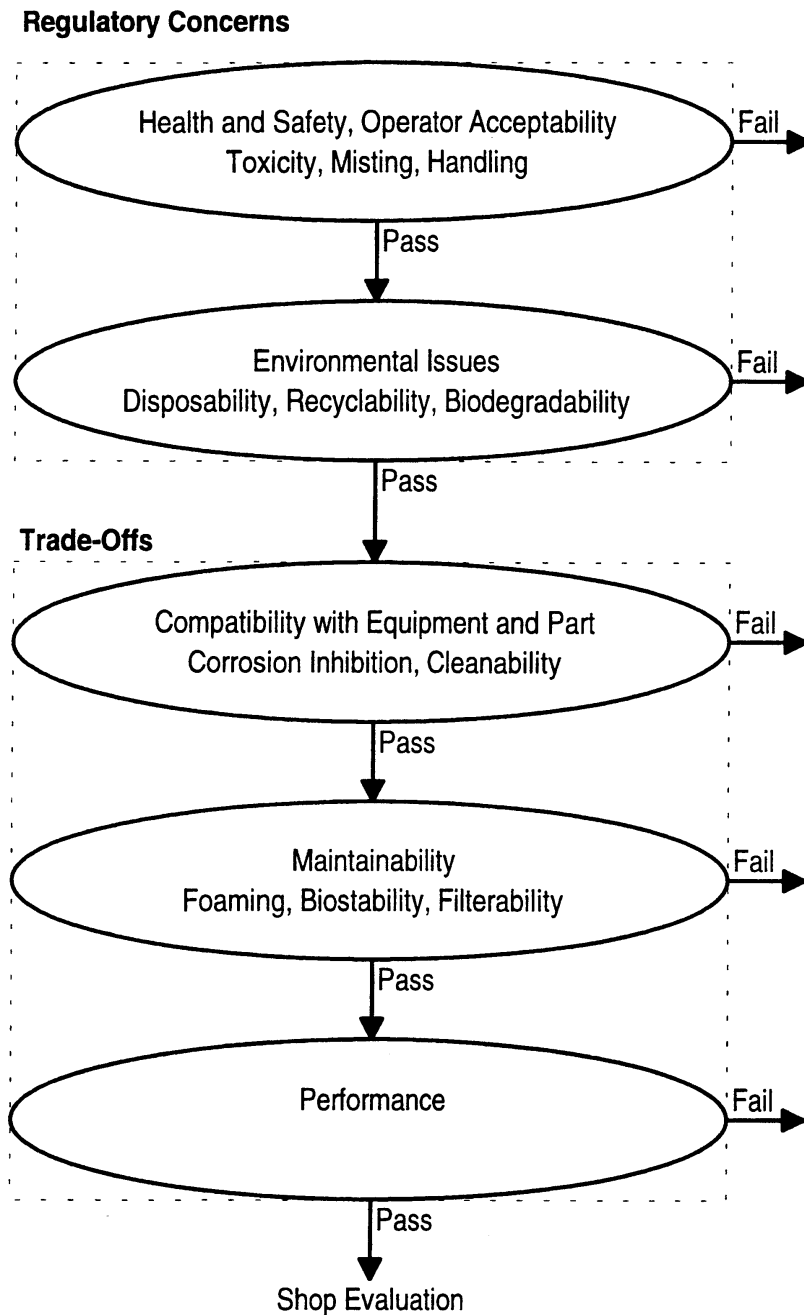 Regulatory Concerns
Health and Safety, Operator Acceptability
Toxicity, Misting, Handling
Fail
Pass
Environmental Issues
Disposability, Recyclability, Biodegradability
Fail
Pass
Trade-Offs
Compatibility with Equipment and Part
Corrosion Inhibition, Cleanability
Fail
Pass
Maintainability
Foaming, Biostability, Filterability
Fail
Pass
Performance
Fail
Pass
Shop Evaluation